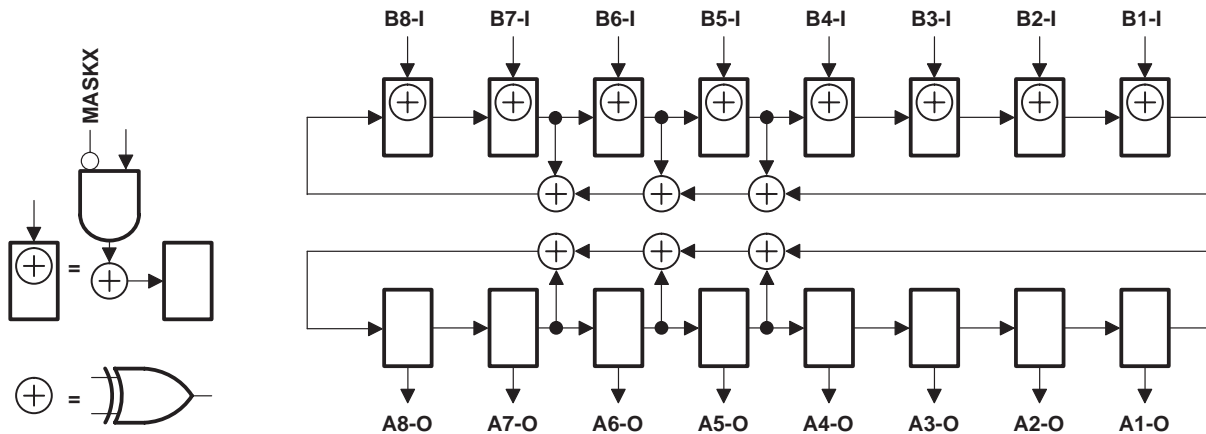 B8-I B7-I B6-I B5-I B4-I B3-I B2-I B1-I
MASKX
=
=
A8-O A7-O A6-O A5-O A4-O A3-O A2-O A1-O